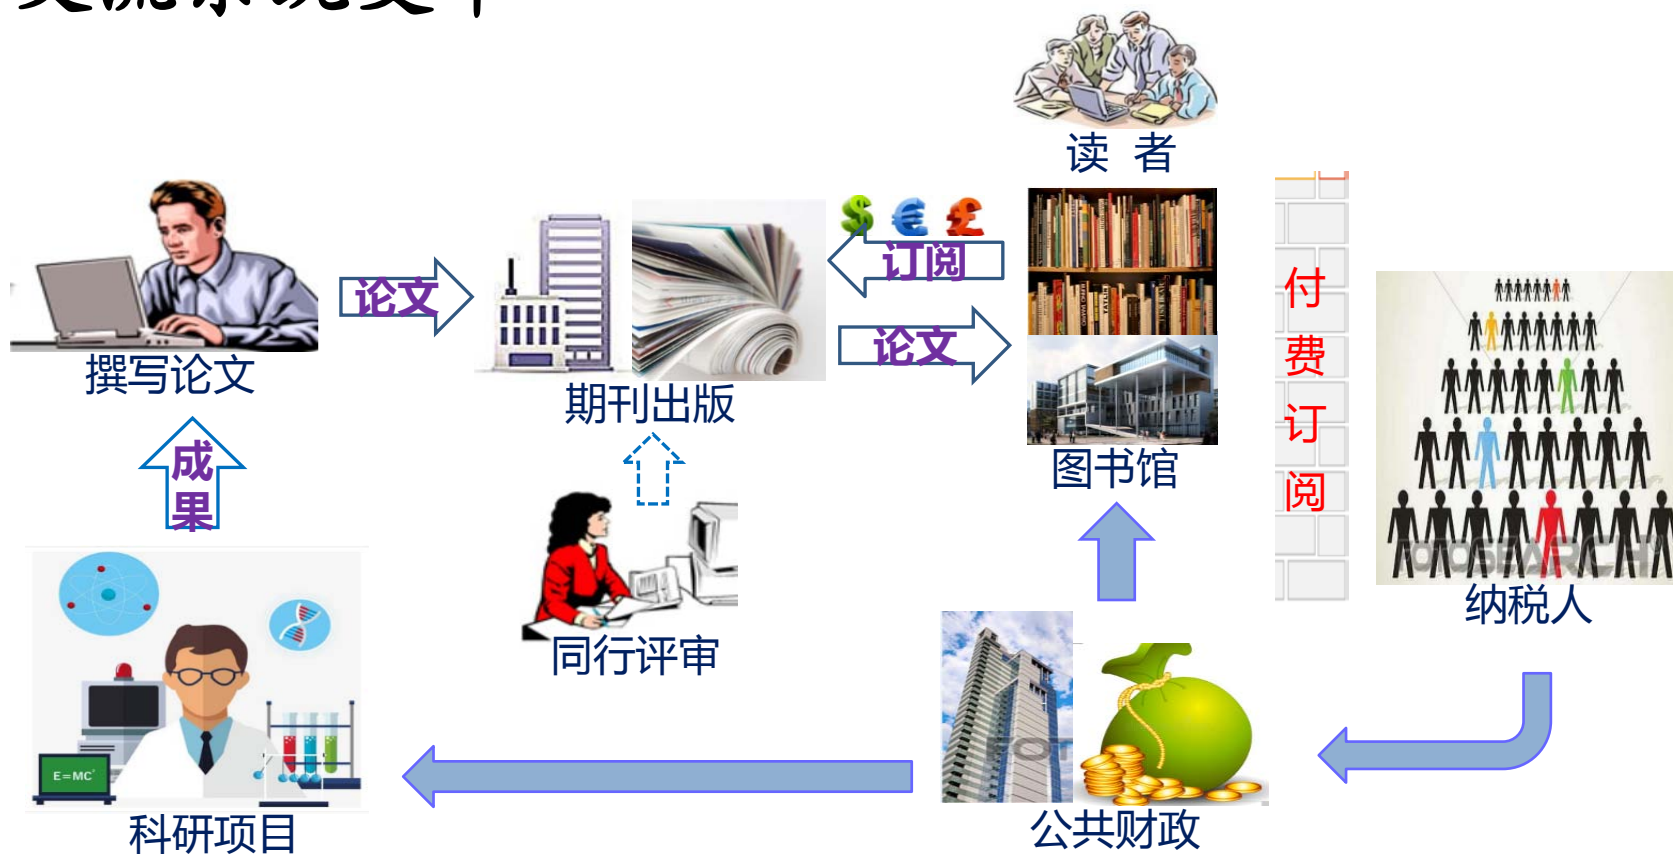 读 者
订阅
论文
论文
撰写论文
期刊出版
图书馆
付
费
订
阅
成
果
纳税人
同行评审
E=MC²
科研项目
公共财政
FOTOSEARCH